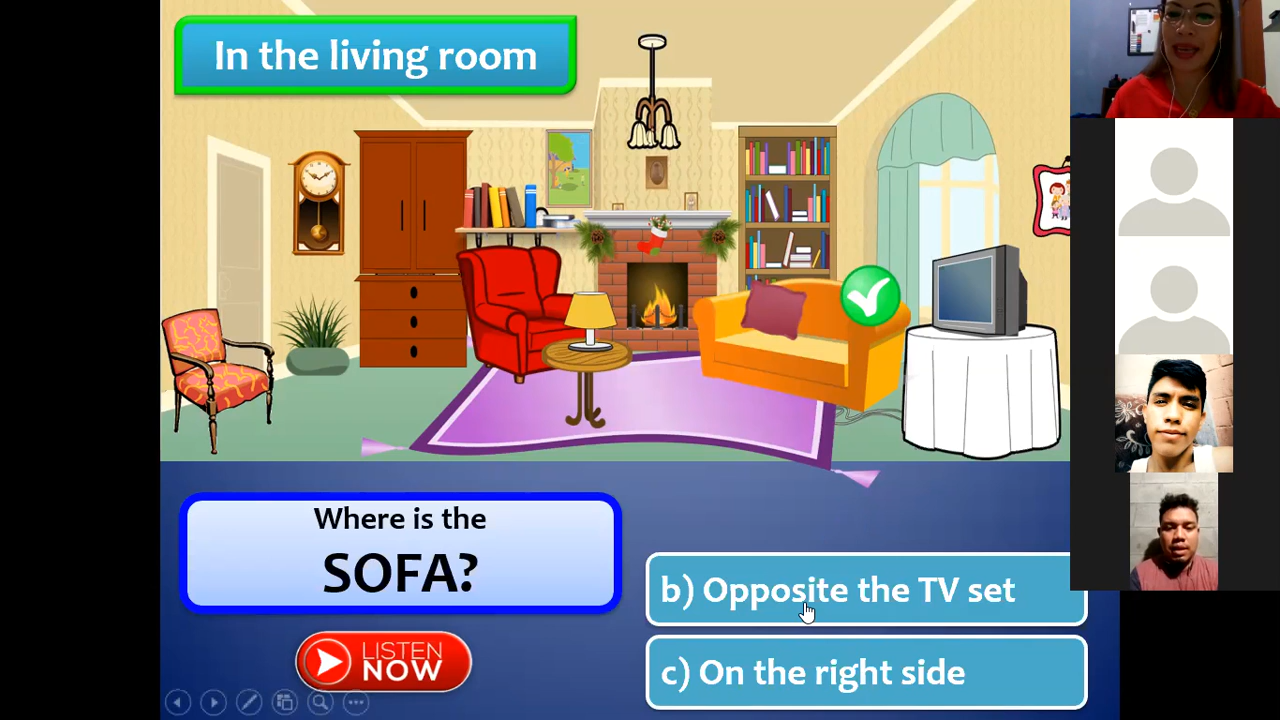 In the living room
Where is the
SOFA?
LISTEN
NOW
b) Opposite the TV set
c) On the right side